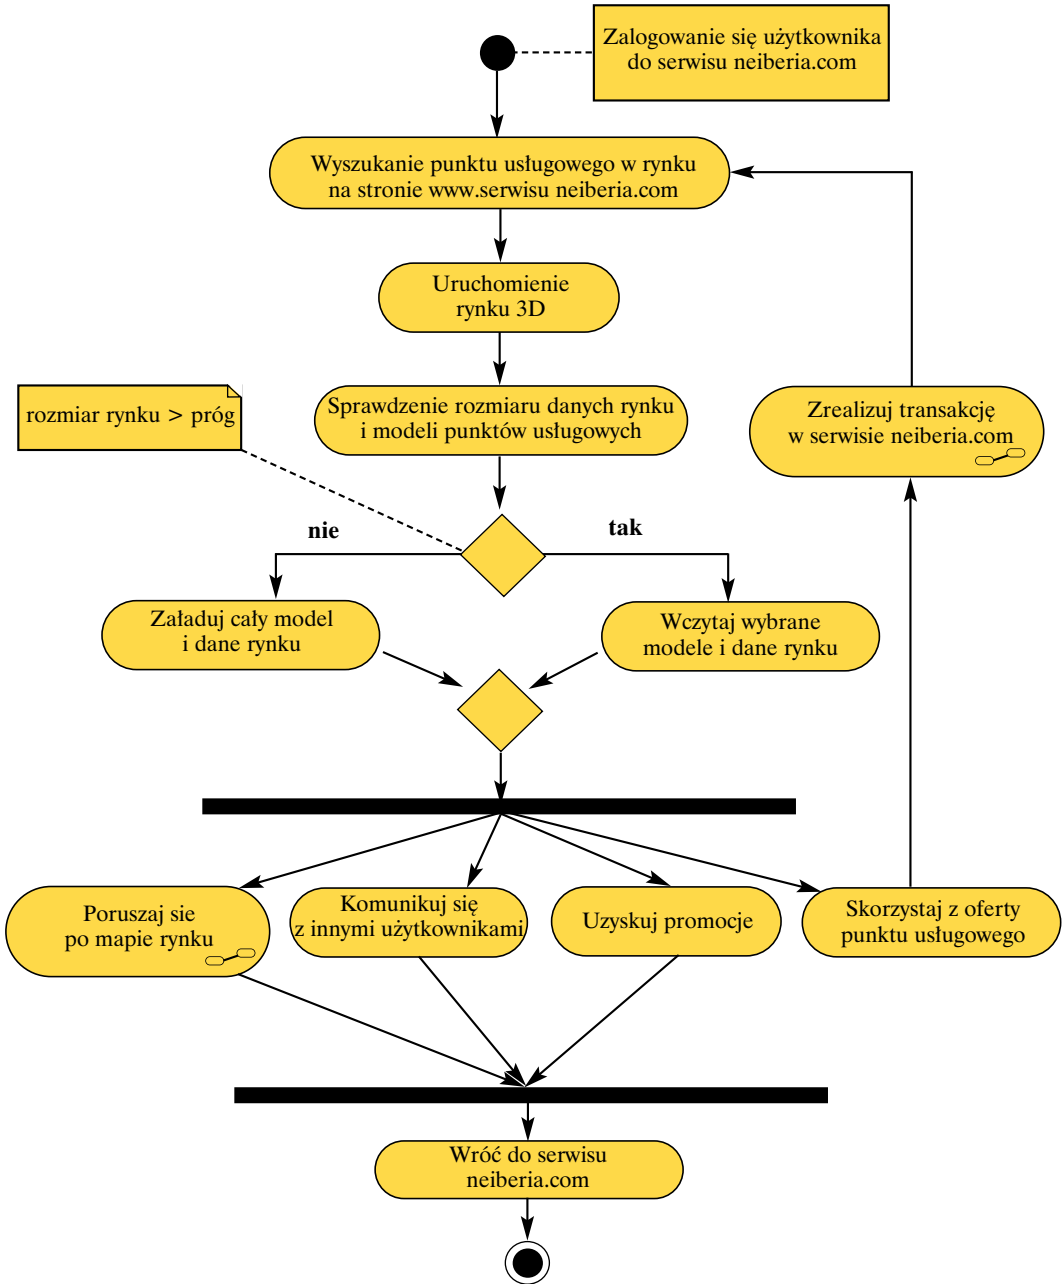 Zalogowanie się użytkownika
do serwisu neiberia.com
Wyszukanie punktu usługowego w rynku
na stronie www.serwisu neiberia.com
Uruchomienie
rynku 3D
rozmiar rynku > próg
Sprawdzenie rozmiaru danych rynku
i modeli punktów usługowych
Zrealizuj transakcję
w serwisie neiberia.com
nie
tak
Załaduj cały model
i dane rynku
Wczytaj wybrane
modele i dane rynku
Poruszaj sie
po mapie rynku
Komunikuj się
z innymi użytkownikami
Uzyskuj promocje
Skorzystaj z oferty
punktu usługowego
Wróć do serwisu
neiberia.com